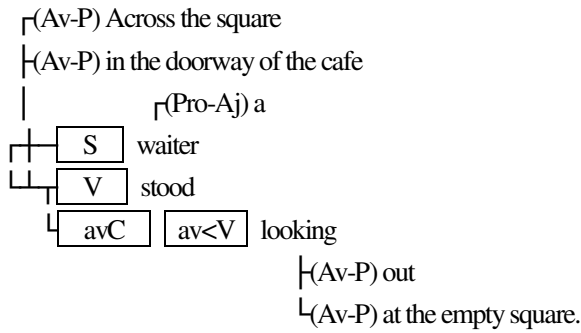 (Av-P) Across the square
(Av-P) in the doorway of the cafe
(Pro-Aj) a
S waiter
V stood
avC av<V looking
(Av-P) out
(Av-P) at the empty square.